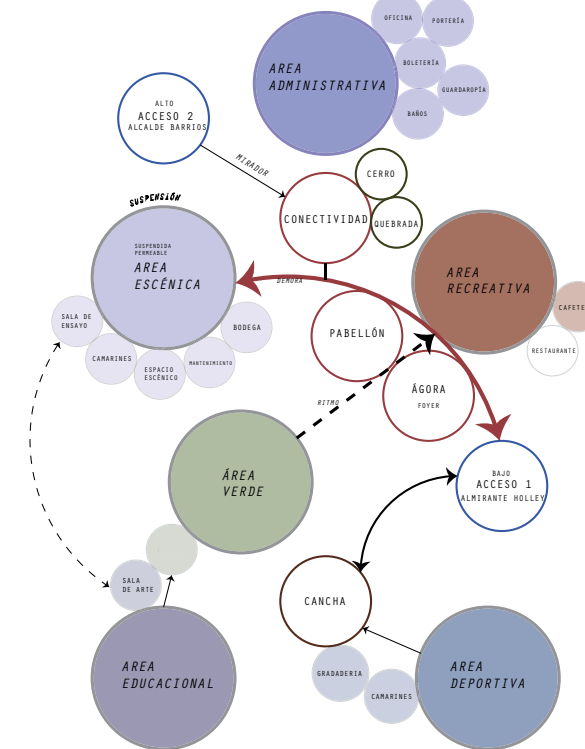 OFICINA
PORTERÍA
AREA
ADMINISTRATIVA
BOLETERÍA
GUARDAROPÍA
BAÑOS
ALTO
ACCESO 2
ALCALDE BARRIOS
MIRADOR
CERRO
CONECTIVIDAD
QUEBRADA
SUSPENSIÓN
SUSPENDIDA
PERMEABLE
AREA
ESCÉNICA
DEMORA
AREA
RECREATIVA
CAFETE
RESTAURANTE
SALA DE
ENSAYO
CAMARINES
ESPACIO
ESCÉNICO
MANTENIMIENTO
BODEGA
PABELLÓN
ÁGORA
FOYER
RITMO
ÁREA
VERDE
BAJO
ACCESO 1
ALMIRANTE HOLLEY
SALA
DE ARTE
CANCHA
AREA
EDUCACIONAL
GRADADERIA
CAMARINES
AREA
DEPORTIVA